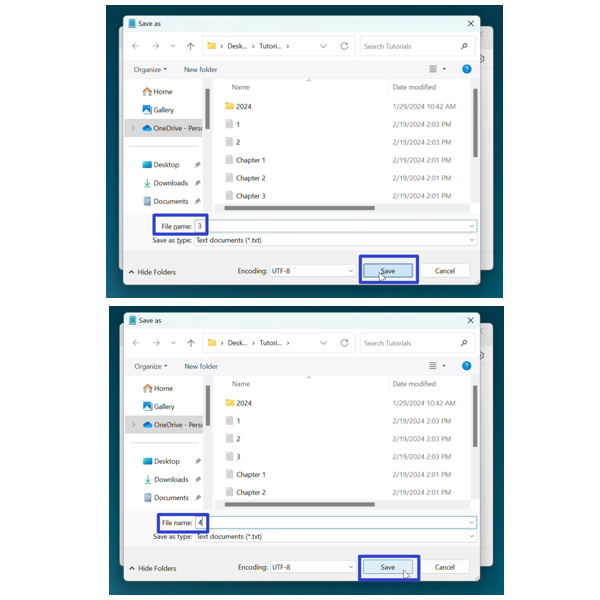 Save as
Desk... Tutori...
Search Tutorials
Organize
New folder
Name
Date modified
Home
2024
1/29/2024 10:42 AM
Gallery
1
2/19/2024 2:03 PM
OneDrive - Perso
2
2/19/2024 2:03 PM
Chapter 1
2/19/2024 2:01 PM
Desktop
Chapter 2
2/19/2024 2:01 PM
Downloads
Chapter 3
2/19/2024 2:01 PM
Documents
File name: 3
Save as type: Text documents (*.txt)
Hide Folders
Encoding: UTF-8
Save
Cancel
Save as
Desk... Tutori...
Search Tutorials
Organize
New folder
Name
Date modified
Home
2024
1/29/2024 10:42 AM
Gallery
1
2/19/2024 2:03 PM
OneDrive - Perso
2
2/19/2024 2:03 PM
3
2/19/2024 2:03 PM
Desktop
Chapter 1
2/19/2024 2:01 PM
Downloads
Chapter 2
2/19/2024 2:01 PM
Documents
File name: 4
Save as type: Text documents (*.txt)
Hide Folders
Encoding: UTF-8
Save
Cancel